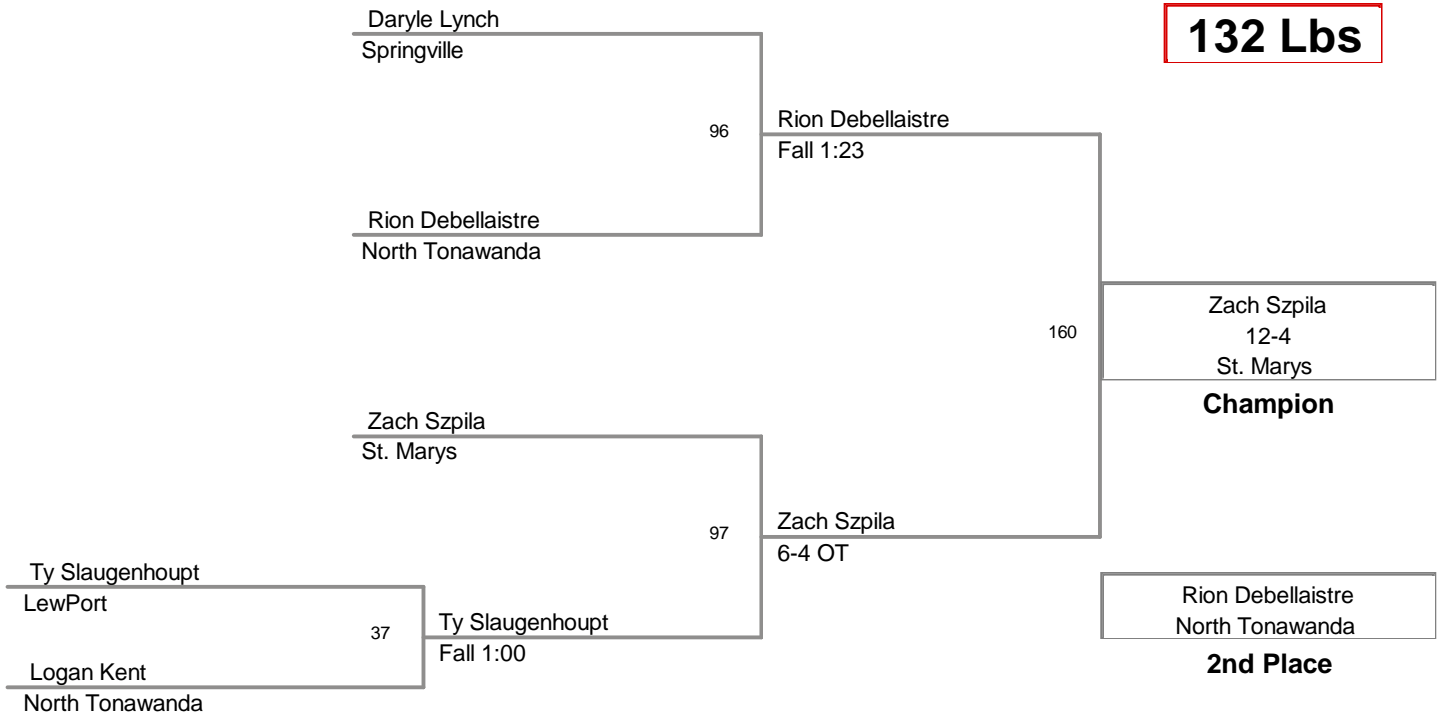 Daryle Lynch
Springville
132 Lbs
96
Rion Debellaistre
Fall 1:23
Rion Debellaistre
North Tonawanda
Zach Szpila
12-4
St. Marys
Champion
160
Zach Szpila
St. Marys
97
Zach Szpila
6-4 OT
Ty Slaugenhoupt
LewPort
37
Ty Slaugenhoupt
Fall 1:00
Logan Kent
North Tonawanda
Rion Debellaistre
North Tonawanda
2nd Place